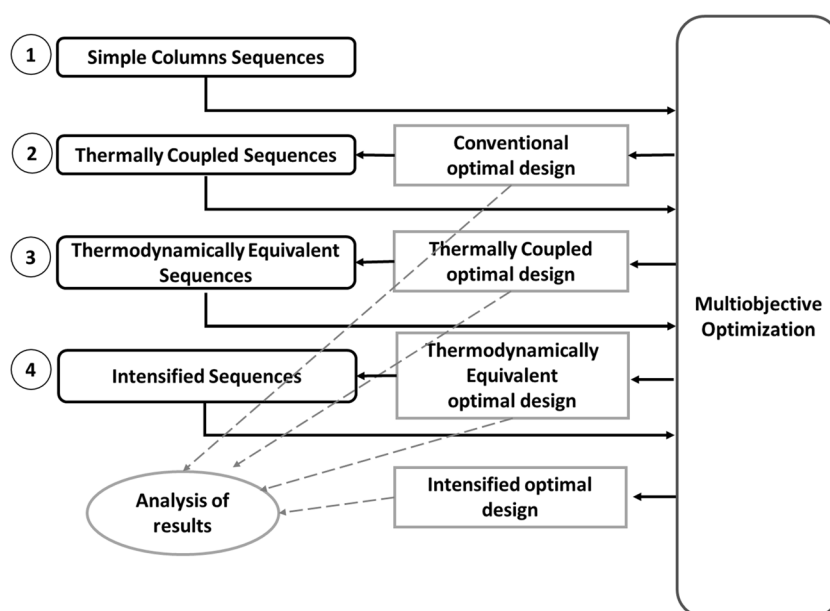 1
Simple Columns Sequences
2
Thermally Coupled Sequences
Conventional
optimal design
3
Thermodynamically Equivalent
Sequences
Thermally Coupled
optimal design
Multiobjective
Optimization
4
Intensified Sequences
Thermodynamically
Equivalent
optimal design
Analysis of
results
Intensified optimal
design